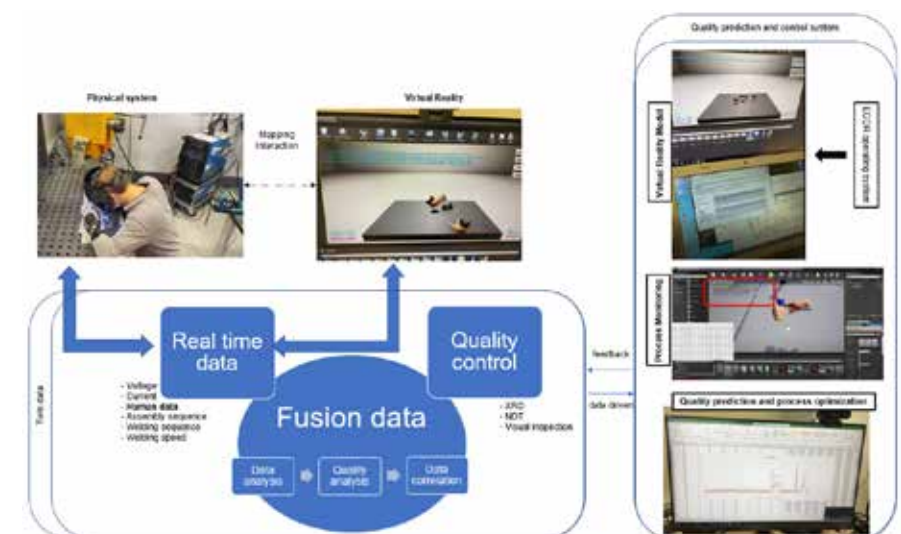 Quality prediction and control system
Physical system
Virtual Reality
Mapping
Interaction
Virtual Reality Model
operating system
Process Monitoring
Real time
data
Quality
control
feedback
data driven
Twin data
- Voltage
- Current
- Human data
- Assembly sequence
- Welding sequence
- Welding speed
- XRD
- NDT
- Visual inspection
Fusion data
Data
analysis
Quality
analysis
Data
correlation
Quality prediction and process optimization